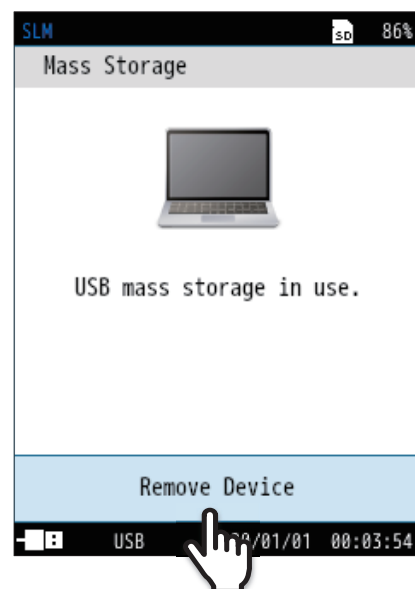 SLM SD 86%
Mass Storage
USB mass storage in use.
Remove Device
USB /01/01 00:03:54